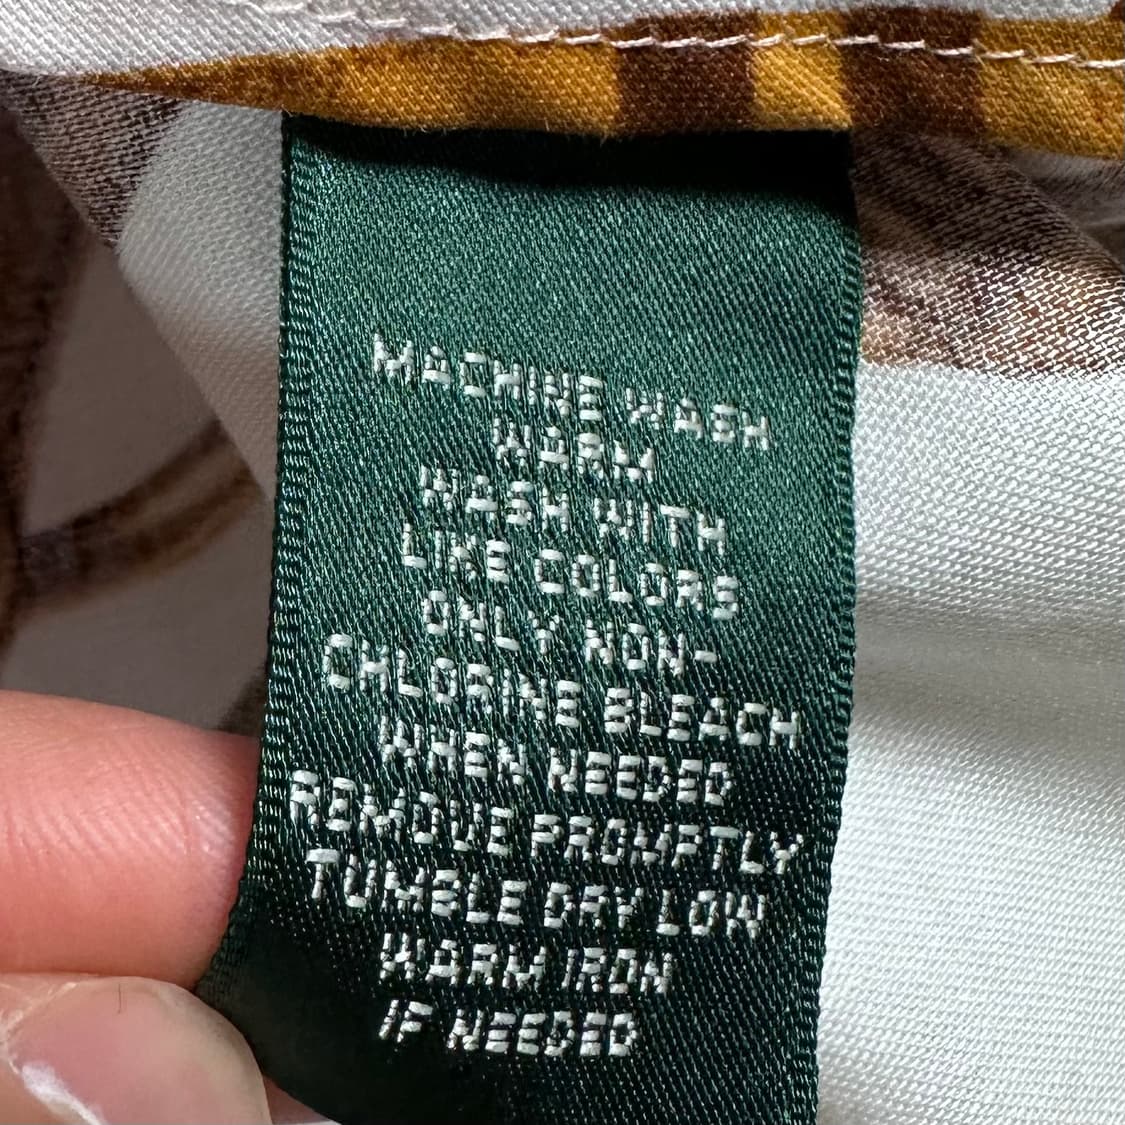 MACHINE WASH
WARM
WASH WITH
LIKE COLORS
ONLY NON-
CHLORINE BLEACH
WHEN NEEDED
REMOVE PROMPTLY
TUMBLE DRY LOW
WARM IRON
IF NEEDED